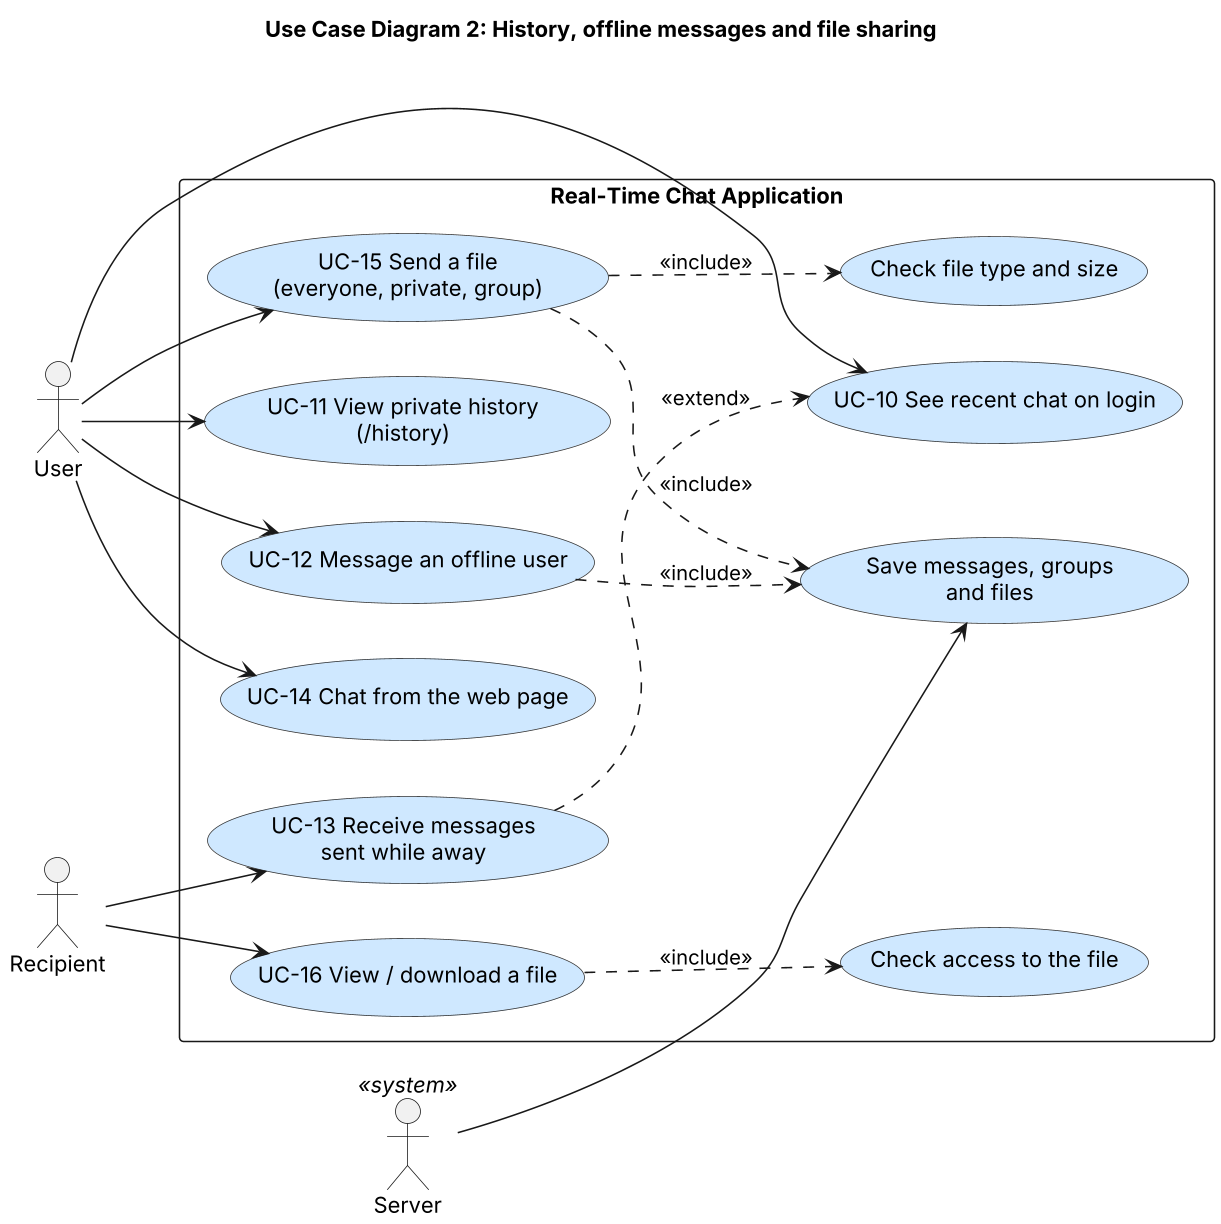 Use Case Diagram 2: History, offline messages and file sharing
Real-Time Chat Application
UC-15 Send a file
(everyone, private, group)
«include»
Check file type and size
UC-11 View private history
(/history)
«extend»
UC-10 See recent chat on login
User
«include»
UC-12 Message an offline user
«include»
Save messages, groups
and files
UC-14 Chat from the web page
UC-13 Receive messages
sent while away
Recipient
UC-16 View / download a file
«include»
Check access to the file
«system»
Server